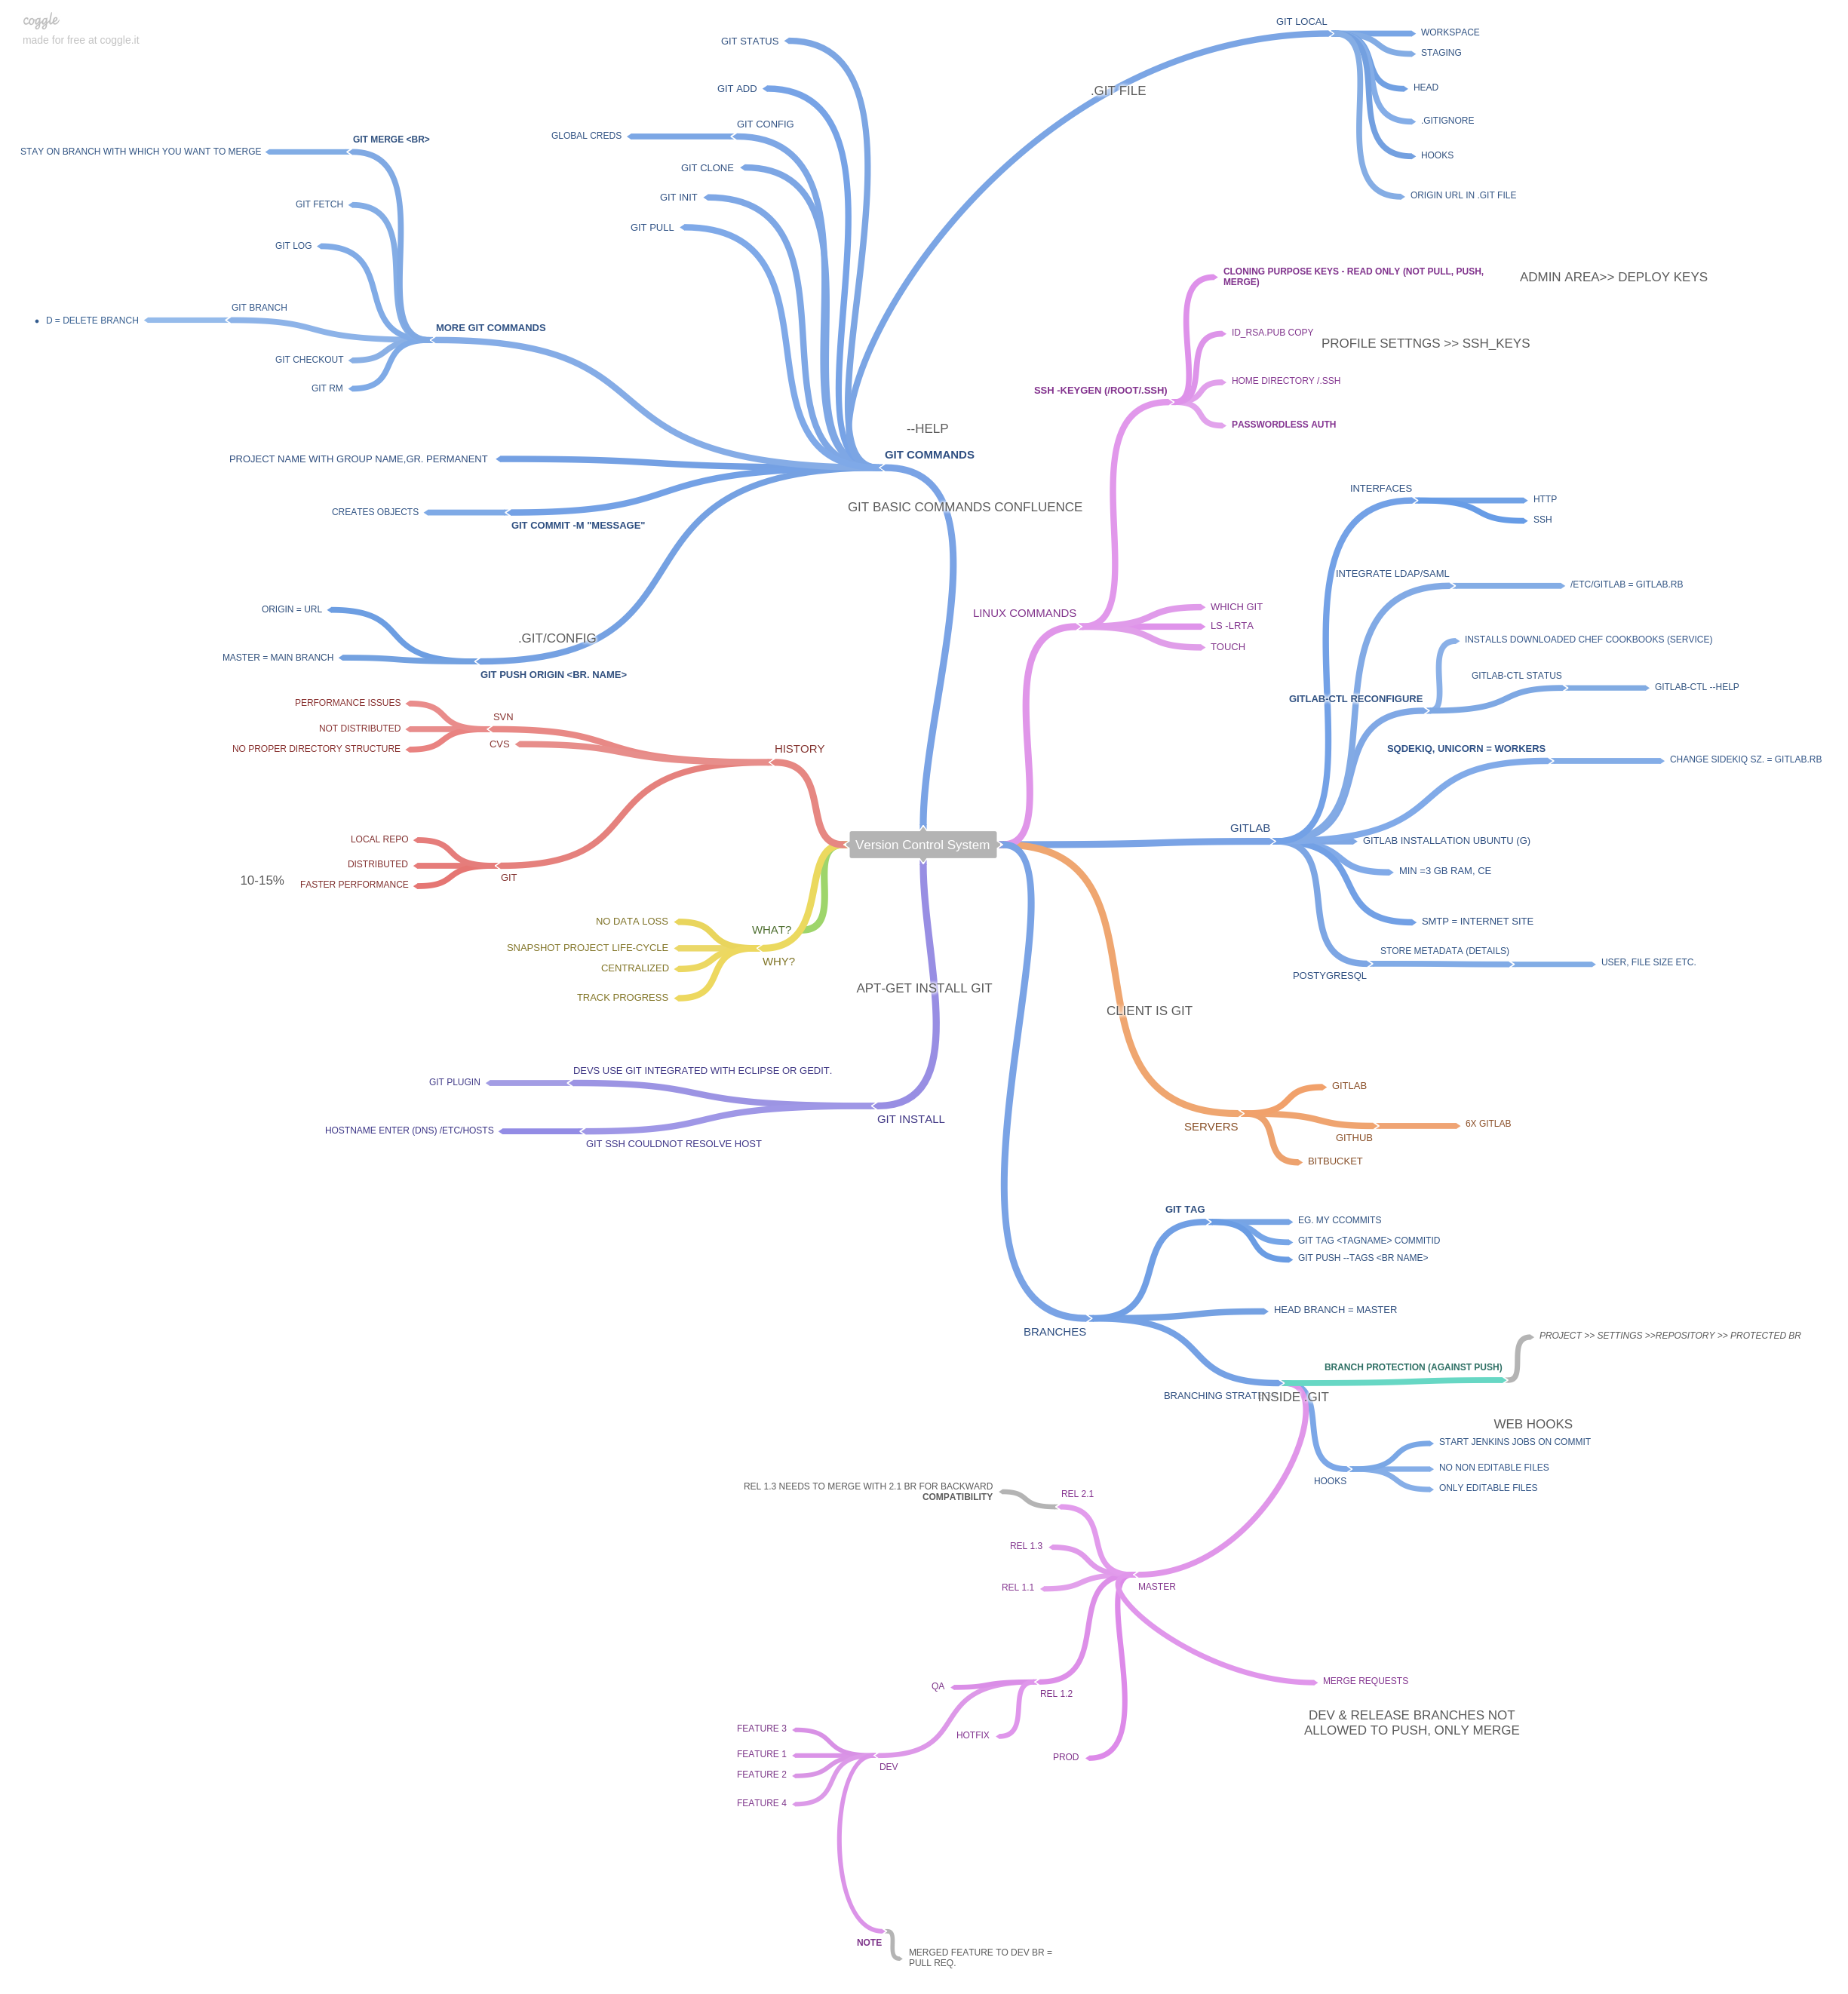 coggle
made for free at coggle.it
GIT STATUS
GIT ADD
GIT CONFIG
GLOBAL CREDS
GIT CLONE
GIT INIT
GIT PULL
GIT LOCAL
WORKSPACE
STAGING
HEAD
.GITIGNORE
HOOKS
ORIGIN URL IN .GIT FILE
.GIT FILE
GIT MERGE <BR>
STAY ON BRANCH WITH WHICH YOU WANT TO MERGE
GIT FETCH
GIT LOG
GIT BRANCH
• D = DELETE BRANCH
GIT CHECKOUT
GIT RM
MORE GIT COMMANDS
--HELP
GIT COMMANDS
PROJECT NAME WITH GROUP NAME,GR. PERMANENT
CREATES OBJECTS
GIT COMMIT -M "MESSAGE"
GIT BASIC COMMANDS CONFLUENCE
ORIGIN = URL
.GIT/CONFIG
MASTER = MAIN BRANCH
GIT PUSH ORIGIN <BR. NAME>
CLONING PURPOSE KEYS - READ ONLY (NOT PULL, PUSH,
MERGE)
ADMIN AREA>> DEPLOY KEYS
ID_RSA.PUB COPY
PROFILE SETTNGS >> SSH_KEYS
HOME DIRECTORY /.SSH
SSH -KEYGEN (/ROOT/.SSH)
PASSWORDLESS AUTH
LINUX COMMANDS
WHICH GIT
LS -LRTA
TOUCH
INTERFACES
HTTP
SSH
INTEGRATE LDAP/SAML
/ETC/GITLAB = GITLAB.RB
INSTALLS DOWNLOADED CHEF COOKBOOKS (SERVICE)
GITLAB-CTL STATUS
GITLAB-CTL --HELP
GITLAB-CTL RECONFIGURE
SQDEKIQ, UNICORN = WORKERS
CHANGE SIDEKIQ SZ. = GITLAB.RB
GITLAB
GITLAB INSTALLATION UBUNTU (G)
MIN =3 GB RAM, CE
SMTP = INTERNET SITE
STORE METADATA (DETAILS)
USER, FILE SIZE ETC.
POSTYGRESQL
PERFORMANCE ISSUES
SVN
NOT DISTRIBUTED
CVS
NO PROPER DIRECTORY STRUCTURE
HISTORY
LOCAL REPO
DISTRIBUTED
10-15%
FASTER PERFORMANCE
GIT
Version Control System
NO DATA LOSS
WHAT?
SNAPSHOT PROJECT LIFE-CYCLE
WHY?
CENTRALIZED
TRACK PROGRESS
APT-GET INSTALL GIT
CLIENT IS GIT
DEVS USE GIT INTEGRATED WITH ECLIPSE OR GEDIT.
GIT PLUGIN
GIT INSTALL
HOSTNAME ENTER (DNS) /ETC/HOSTS
GIT SSH COULDNOT RESOLVE HOST
GITLAB
SERVERS
6X GITLAB
GITHUB
BITBUCKET
GIT TAG
EG. MY CCOMMITS
GIT TAG <TAGNAME> COMMITID
GIT PUSH --TAGS <BR NAME>
HEAD BRANCH = MASTER
BRANCHES
PROJECT >> SETTINGS >>REPOSITORY >> PROTECTED BR
BRANCH PROTECTION (AGAINST PUSH)
BRANCHING
INSIDE .GIT
WEB HOOKS
START JENKINS JOBS ON COMMIT
NO NON EDITABLE FILES
HOOKS
ONLY EDITABLE FILES
REL 1.3 NEEDS TO MERGE WITH 2.1 BR FOR BACKWARD
COMPATIBILITY
REL 2.1
REL 1.3
REL 1.1
MASTER
MERGE REQUESTS
QA
REL 1.2
DEV & RELEASE BRANCHES NOT
ALLOWED TO PUSH, ONLY MERGE
FEATURE 3
HOTFIX
FEATURE 1
PROD
DEV
FEATURE 2
FEATURE 4
NOTE
MERGED FEATURE TO DEV BR =
PULL REQ.